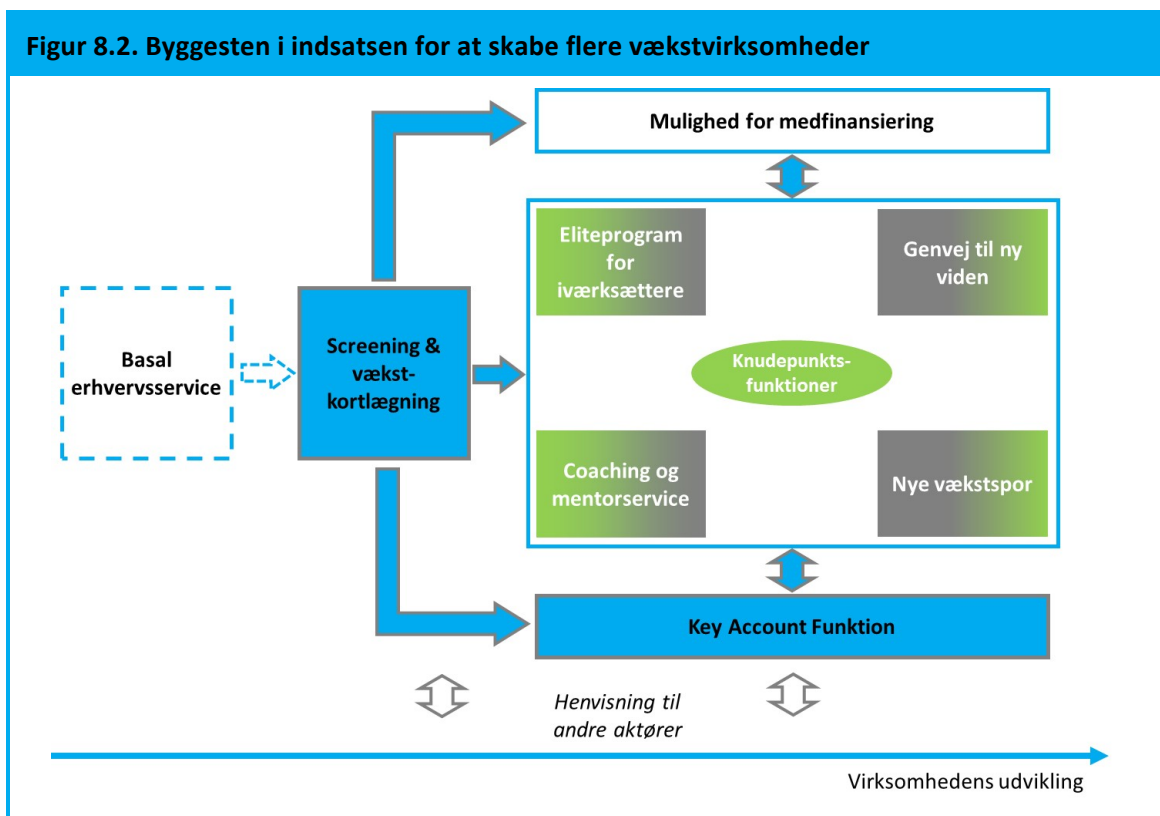 Figur 8.2. Byggesten i indsatsen for at skabe flere vækstvirksomheder
Mulighed for medfinansiering
Eliteprogram
for
iværksættere
Genvej til ny
viden
Basal
erhvervsservice
Screening &
vækst-
kortlægning
Knudepunkts-
funktioner
Coaching og
mentorservice
Nye vækstspor
Key Account Funktion
Henvisning til
andre aktører
Virksomhedens udvikling